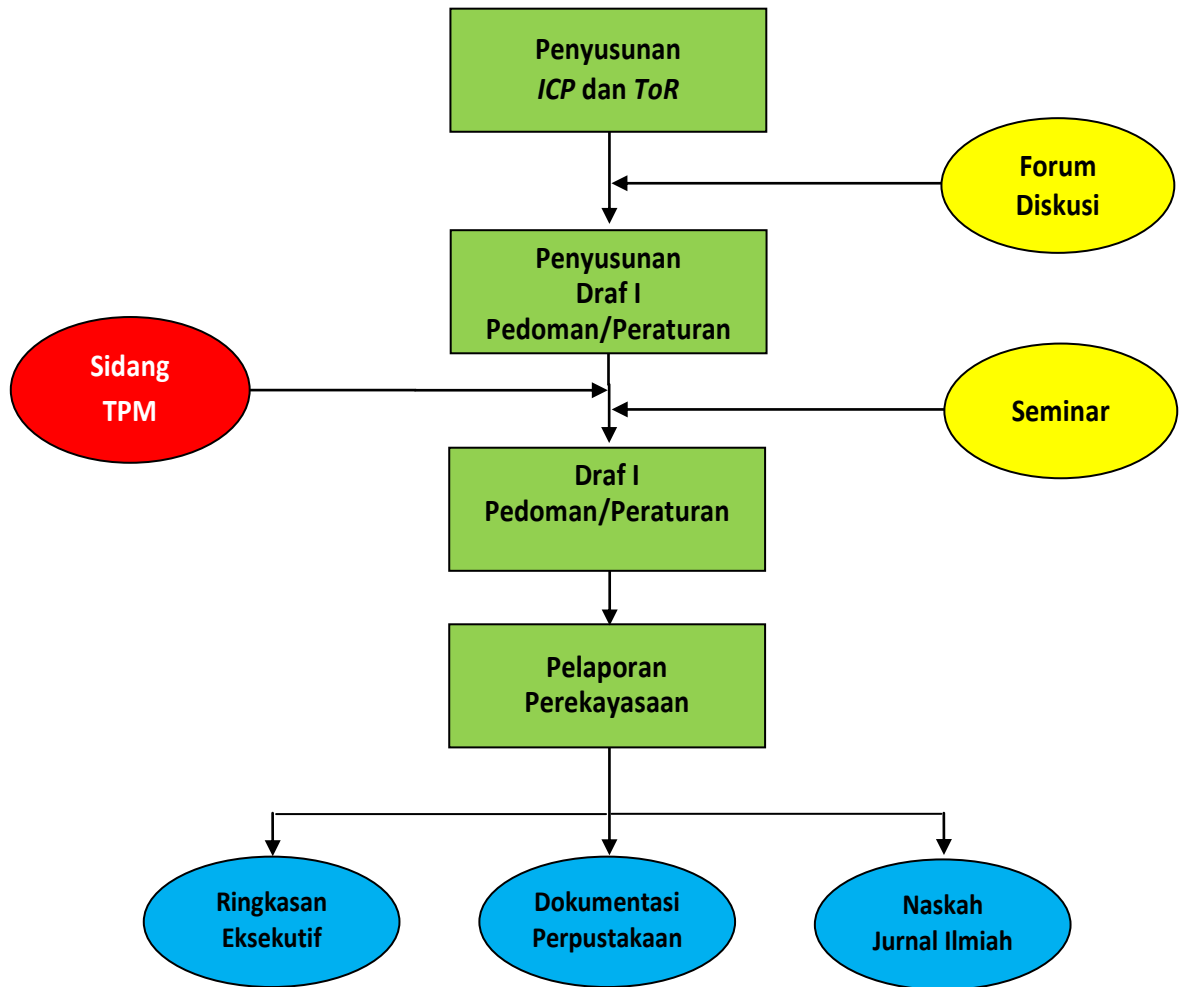 Penyusunan
ICP dan ToR
Forum
Diskusi
Penyusunan
Draf I
Pedoman/Peraturan
Sidang
TPM
Seminar
Draf I
Pedoman/Peraturan
Pelaporan
Perekayasaan
Ringkasan
Eksekutif
Dokumentasi
Perpustakaan
Naskah
Jurnal Ilmiah